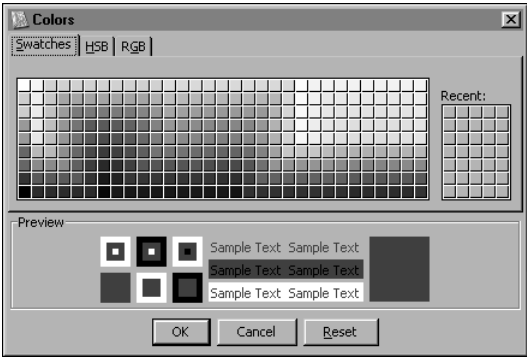 Colors
Swatches HSB RGB
Recent:
Preview
Sample Text Sample Text
Sample Text Sample Text
Sample Text Sample Text
OK Cancel Reset